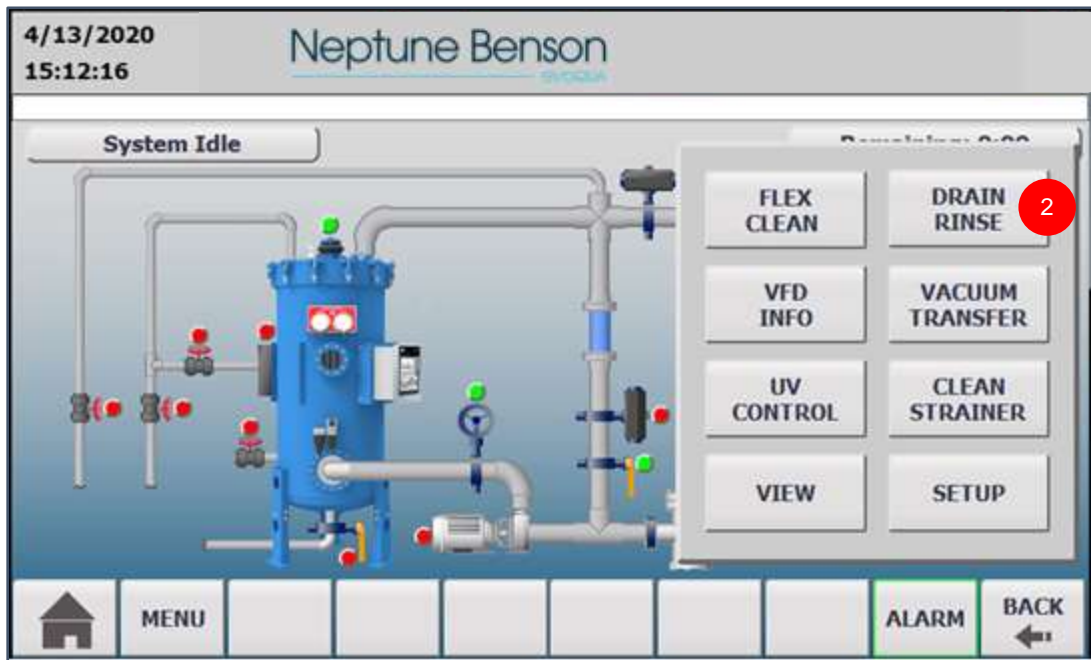 4/13/2020
15:12:16
Neptune Benson
EVOQUA
System Idle
FLEX
CLEAN
DRAIN
RINSE
2
VFD
INFO
VACUUM
TRANSFER
UV
CONTROL
CLEAN
STRAINER
VIEW
SETUP
MENU
ALARM
BACK